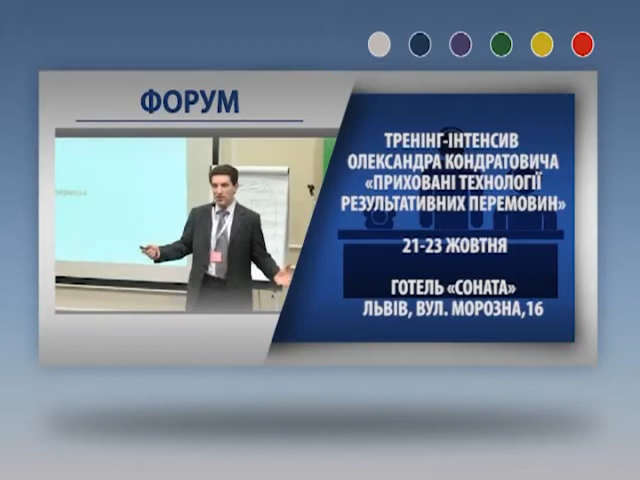 ФОРУМ
ТРЕНІНГ-ІНТЕНСИВ
ОЛЕКСАНДРА КОНДРАТОВИЧА
«ПРИХОВАНІ ТЕХНОЛОГІЇ
РЕЗУЛЬТАТИВНИХ ПЕРЕМОВИН»
21-23 ЖОВТНЯ
ГОТЕЛЬ «СОНАТА»
ЛЬВІВ, ВУЛ. МОРОЗНА,16